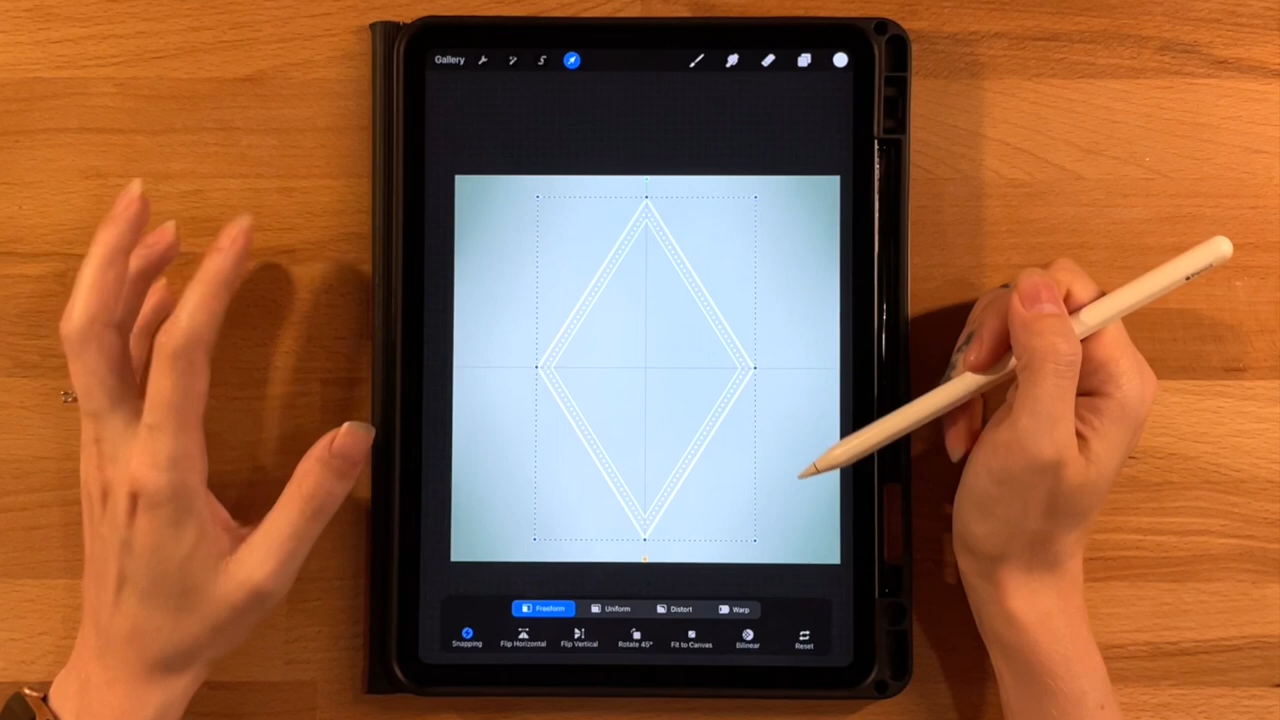 Gallery
Freeform Uniform Distort Warp
Snapping Flip Horizontal Flip Vertical Rotate 45° Fit to Canvas Bilinear Reset